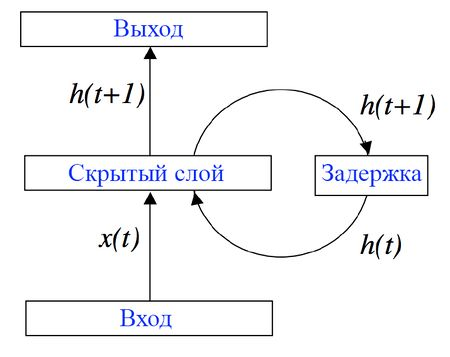 Выход
h(t+1)
h(t+1)
Скрытый слой
Задержка
x(t)
h(t)
Вход